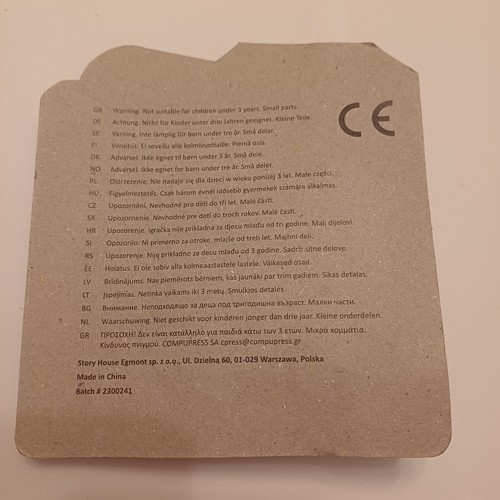 CE
GB Warning. Not suitable for children under 3 years. Small parts.
DE Achtung. Nicht für Kinder unter drei Jahren geeignet. Kleine Teile.
SE Varning. Inte lämplig för barn under tre år. Små delar.
FI Varoitus. Ei sovellu alle kolmivuotiaille. Pieniä osia.
DK Advarsel. Ikke egnet til børn under 3 år. Små dele.
NO Advarsel. Ikke egnet for barn under tre år. Små deler.
PL Ostrzeżenie. Nie nadaje się dla dzieci w wieku poniżej 3 lat. Małe części.
HU Figyelmeztetés. Csak három évnél idősebb gyermekek számára alkalmas.
CZ Upozornění. Nevhodné pro děti do tří let. Malé části.
SK Upozornenie. Nevhodné pre deti do troch rokov. Malé časti.
HR Upozorenje. Igračka nije prikladna za djecu mlađu od tri godine. Mali dijelovi.
SI Opozorilo. Ni primerno za otroke, mlajše od treh let. Majhni deli.
RS Upozorenje. Nije prikladno za decu mlađu od 3 godine. Sadrži sitne delove.
EE Hoiatus. Ei ole sobiv alla kolmeaastastele lastele. Väikesed osad.
LV Brīdinājums. Nav piemērots bērniem, kas jaunāki par trim gadiem. Sīkas detaļas.
LT Įspėjimas. Netinka vaikams iki 3 metų. Smulkios detalės.
BG Внимание. Неподходящо за деца под тригодишна възраст. Малки части.
NL Waarschuwing. Niet geschikt voor kinderen jonger dan drie jaar. Kleine onderdelen.
GR ΠΡΟΣΟΧΗ! Δεν είναι κατάλληλο για παιδιά κάτω των 3 ετών. Μικρά κομμάτια.
Κίνδυνος πνιγμού. COMPUPRESS SA cpress@compupress.gr
Story House Egmont sp. z o.o., Ul. Dzielna 60, 01-029 Warszawa, Polska
Made in China
Batch # 2300241